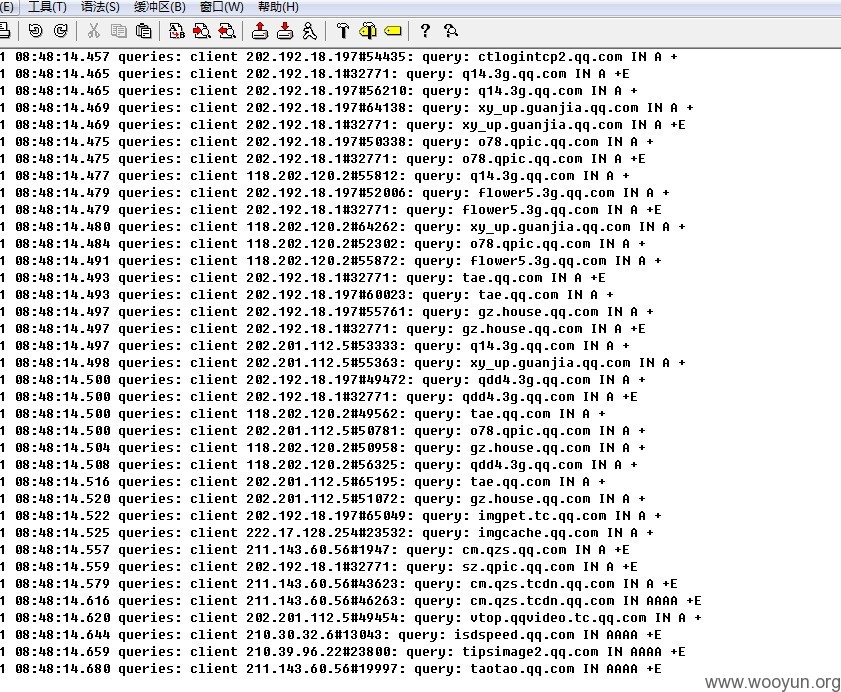 (E) 工具(T) 语法(S) 缓冲区(B) 窗口(W) 帮助(H)
1 08:48:14.457 queries: client 202.192.18.197#54435: query: ctlogintcp2.qq.com IN A +
1 08:48:14.465 queries: client 202.192.18.1#32771: query: q14.3g.qq.com IN A +E
1 08:48:14.465 queries: client 202.192.18.197#56210: query: q14.3g.qq.com IN A +
1 08:48:14.469 queries: client 202.192.18.197#64138: query: xy_up.guanjia.qq.com IN A +
1 08:48:14.469 queries: client 202.192.18.1#32771: query: xy_up.guanjia.qq.com IN A +E
1 08:48:14.475 queries: client 202.192.18.197#50338: query: o78.qpic.qq.com IN A +
1 08:48:14.475 queries: client 202.192.18.1#32771: query: o78.qpic.qq.com IN A +E
1 08:48:14.477 queries: client 118.202.120.2#55812: query: q14.3g.qq.com IN A +
1 08:48:14.479 queries: client 202.192.18.197#52006: query: flower5.3g.qq.com IN A +
1 08:48:14.479 queries: client 202.192.18.1#32771: query: flower5.3g.qq.com IN A +E
1 08:48:14.480 queries: client 118.202.120.2#64262: query: xy_up.guanjia.qq.com IN A +
1 08:48:14.484 queries: client 118.202.120.2#52302: query: o78.qpic.qq.com IN A +
1 08:48:14.491 queries: client 118.202.120.2#55872: query: flower5.3g.qq.com IN A +
1 08:48:14.493 queries: client 202.192.18.1#32771: query: tae.qq.com IN A +E
1 08:48:14.493 queries: client 202.192.18.197#60023: query: tae.qq.com IN A +
1 08:48:14.497 queries: client 202.192.18.197#55761: query: gz.house.qq.com IN A +
1 08:48:14.497 queries: client 202.192.18.1#32771: query: gz.house.qq.com IN A +E
1 08:48:14.497 queries: client 202.201.112.5#53333: query: q14.3g.qq.com IN A +
1 08:48:14.498 queries: client 202.201.112.5#55363: query: xy_up.guanjia.qq.com IN A +
1 08:48:14.500 queries: client 202.192.18.197#49472: query: qdd4.3g.qq.com IN A +
1 08:48:14.500 queries: client 202.192.18.1#32771: query: qdd4.3g.qq.com IN A +E
1 08:48:14.500 queries: client 118.202.120.2#49562: query: tae.qq.com IN A +
1 08:48:14.500 queries: client 202.201.112.5#50781: query: o78.qpic.qq.com IN A +
1 08:48:14.504 queries: client 118.202.120.2#50958: query: gz.house.qq.com IN A +
1 08:48:14.508 queries: client 118.202.120.2#56325: query: qdd4.3g.qq.com IN A +
1 08:48:14.516 queries: client 202.201.112.5#65195: query: tae.qq.com IN A +
1 08:48:14.520 queries: client 202.201.112.5#51072: query: gz.house.qq.com IN A +
1 08:48:14.522 queries: client 202.192.18.197#65049: query: imgpet.tc.qq.com IN A +
1 08:48:14.525 queries: client 222.17.128.254#23532: query: imgcache.qq.com IN A +
1 08:48:14.557 queries: client 211.143.60.56#1947: query: cm.qzs.qq.com IN A +E
1 08:48:14.559 queries: client 202.192.18.1#32771: query: sz.qpic.qq.com IN A +E
1 08:48:14.579 queries: client 211.143.60.56#43623: query: cm.qzs.tcdn.qq.com IN A +E
1 08:48:14.616 queries: client 211.143.60.56#46263: query: cm.qzs.tcdn.qq.com IN AAAA +E
1 08:48:14.620 queries: client 202.201.112.5#49454: query: vtop.qqvideo.tc.qq.com IN A +
1 08:48:14.644 queries: client 210.30.32.6#13043: query: isdspeed.qq.com IN AAAA +E
1 08:48:14.659 queries: client 210.39.96.22#23800: query: tipsimage2.qq.com IN AAAA +E
1 08:48:14.680 queries: client 211.143.60.56#19997: query: taotao.qq.com IN AAAA +E
www.wooyun.org